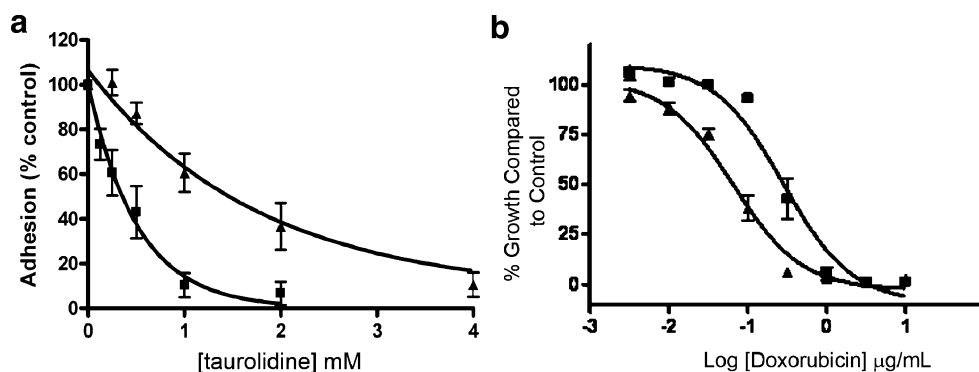 a
120
100
80
60
40
20
0
Adhesion (% control)
0 1 2 3 4
[taurolidine] mM
b
100
75
50
25
0
% Growth Compared
to Control
-3 -2 -1 0 1
Log [Doxorubicin] μg/mL